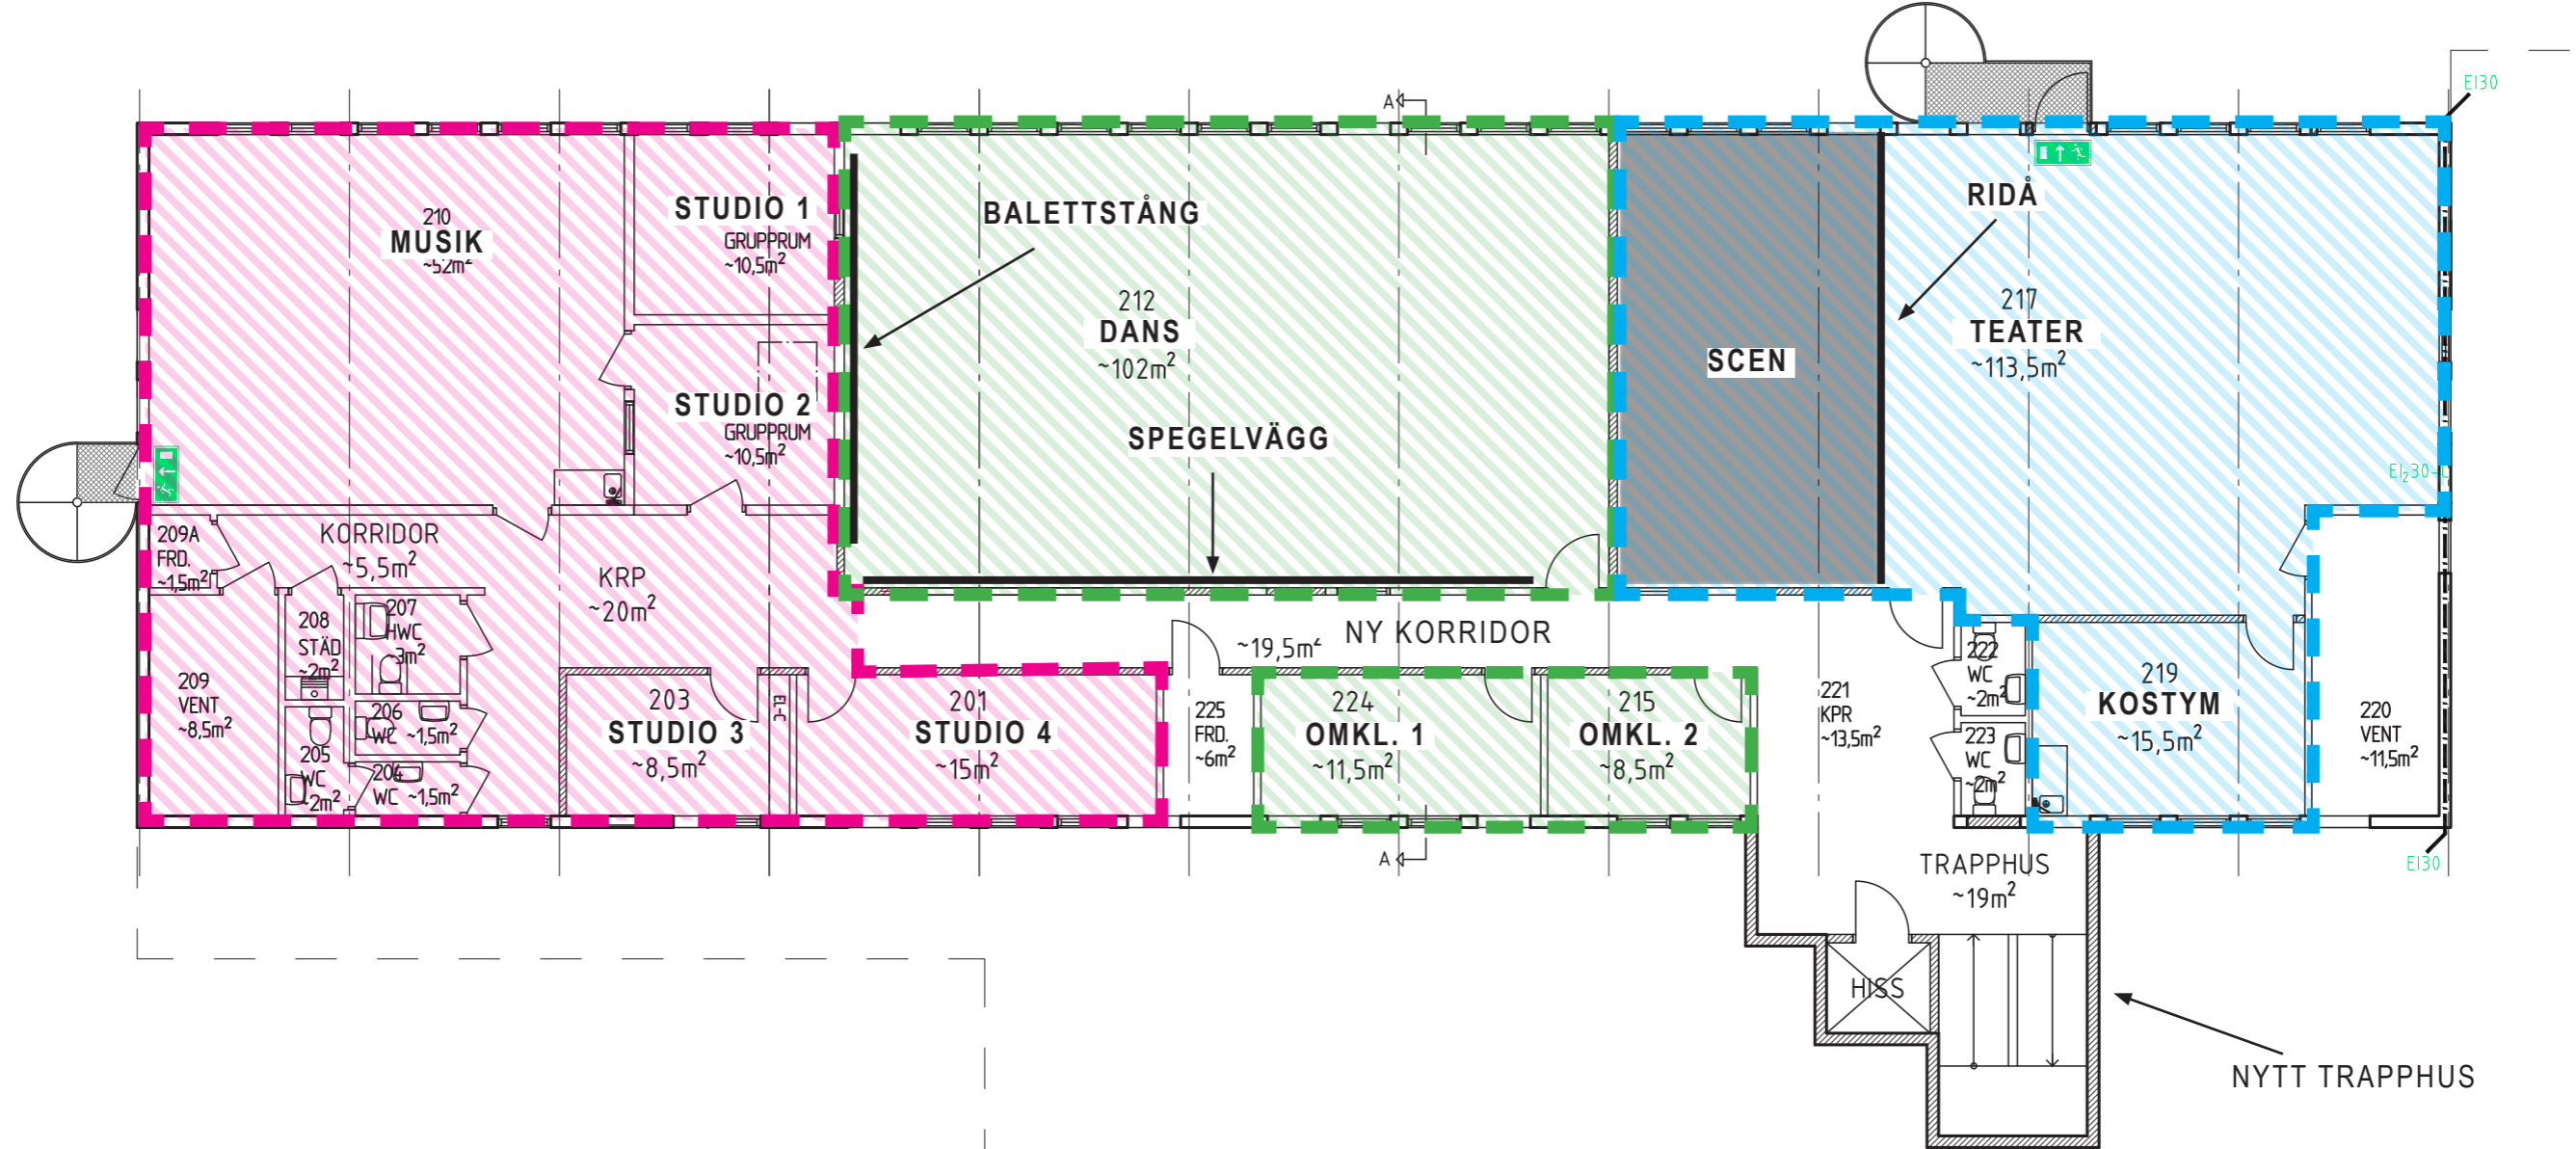 EI30
A
210
MUSIK
~52m²
STUDIO 1
GRUPPRUM
~10,5m²
BALETTSTÅNG
RIDÅ
212
DANS
~102m²
217
TEATER
~113,5m²
SCEN
STUDIO 2
GRUPPRUM
~10,5m²
SPEGELVÄGG
EI₂30-C
209A
FRD.
~1,5m²
KORRIDOR
~5,5m²
KRP
~20m²
NY KORRIDOR
~19,5m²
208
STÄD
~2m²
207
HWC
~3m²
209
VENT
~8,5m²
206
WC ~1,5m²
205
WC
~2m²
204
WC ~1,5m²
203
STUDIO 3
~8,5m²
EL-C
201
STUDIO 4
~15m²
225
FRD.
~6m²
224
OMKL. 1
~11,5m²
215
OMKL. 2
~8,5m²
221
KPR
~13,5m²
222
WC
~2m²
223
WC
~2m²
219
KOSTYM
~15,5m²
220
VENT
~11,5m²
A
EI30
TRAPPHUS
~19m²
HISS
NYTT TRAPPHUS